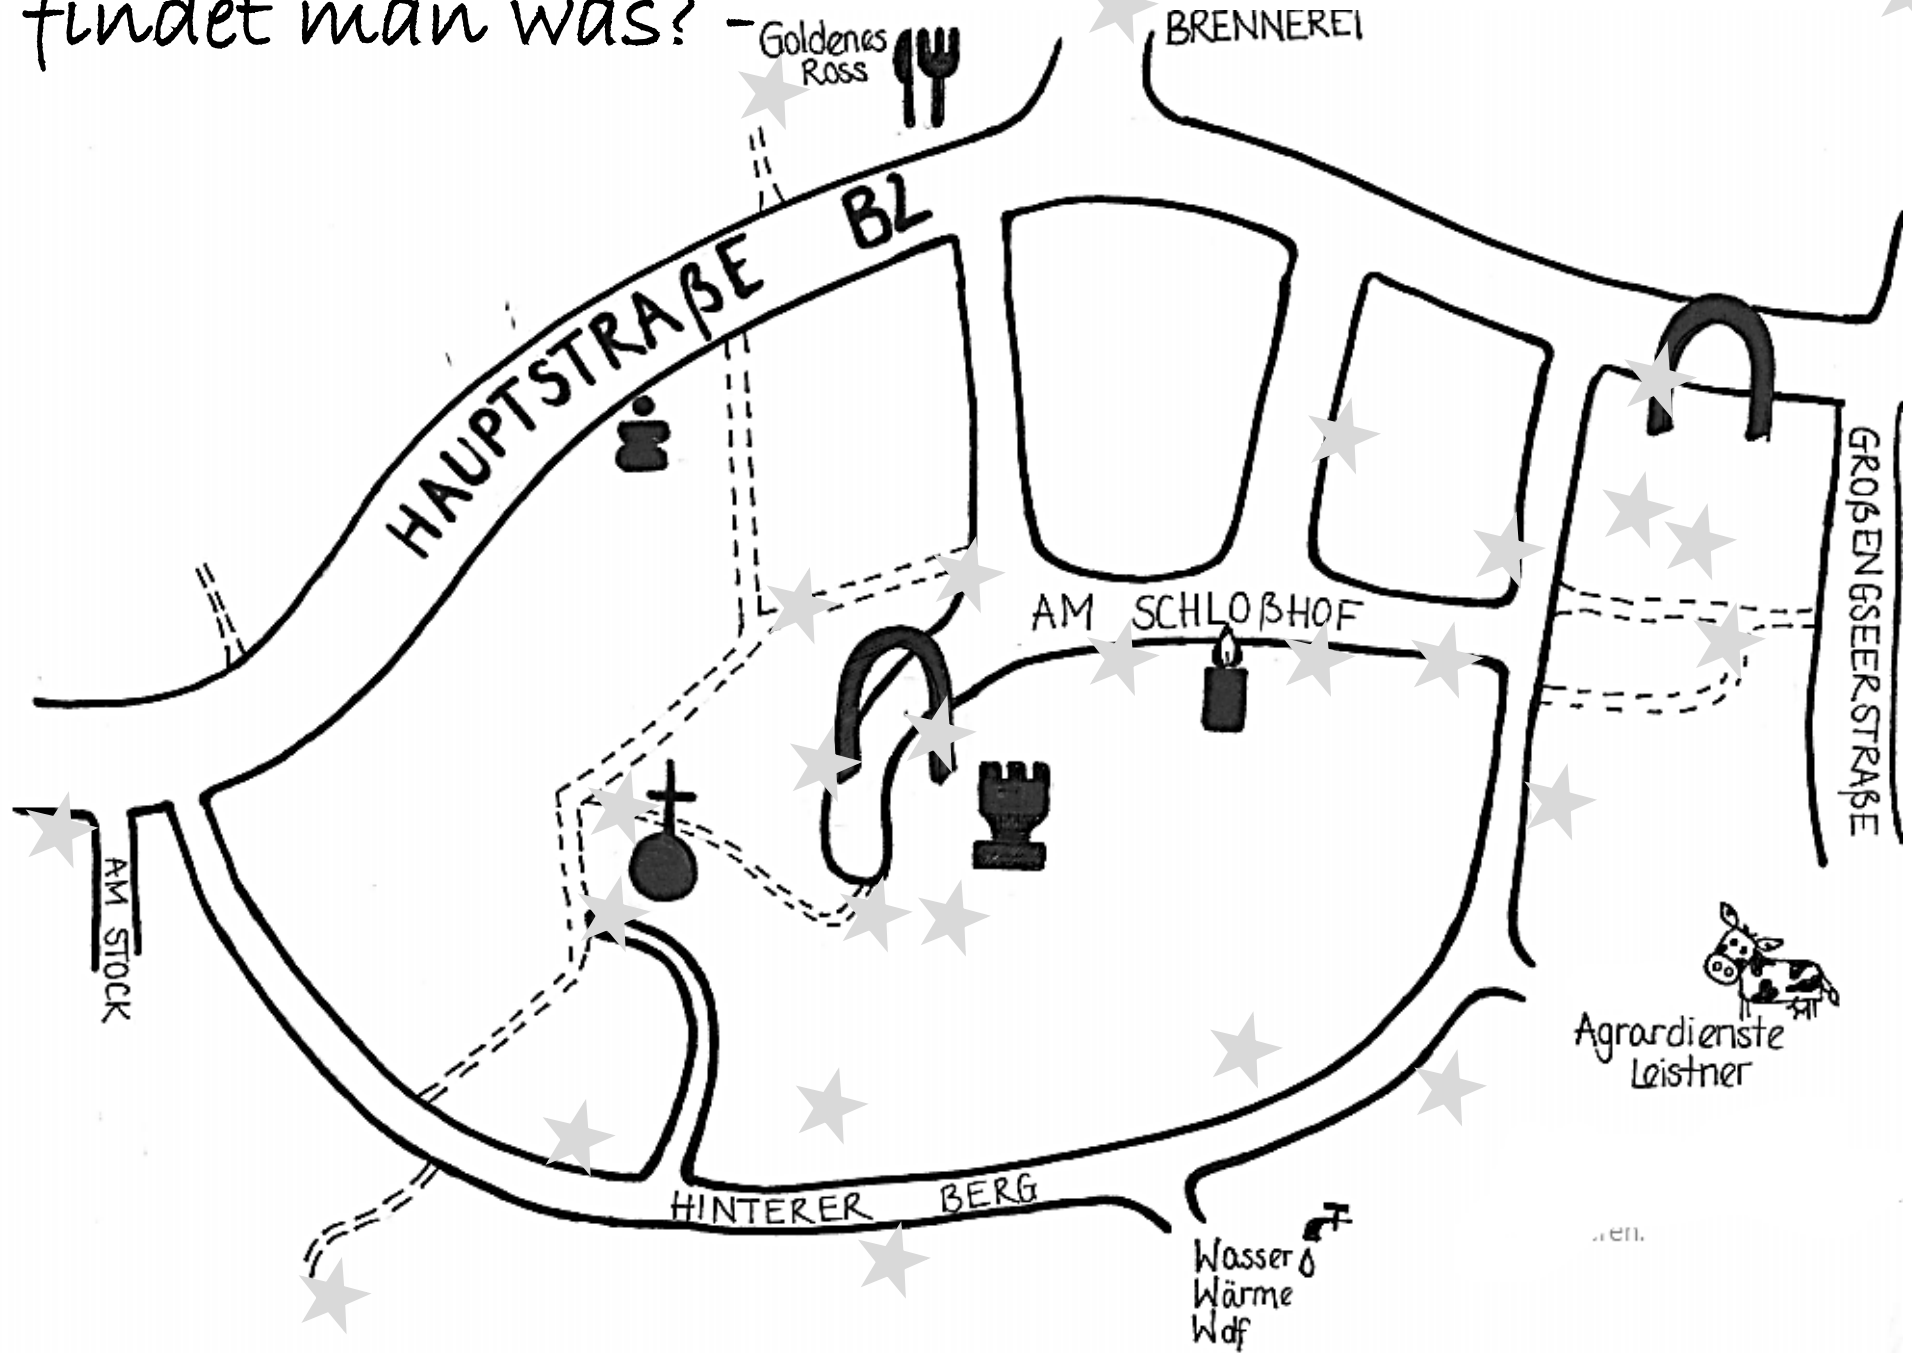 findet man was? -
Goldenes
Ross
BRENNEREI
HAUPTSTRAßE B2
AM SCHLOßHOF
GROßENGSEERSTRAßE
AM STOCK
Agrardienste
Leistner
HINTERER BERG
Wasser
Wärme
Wdf